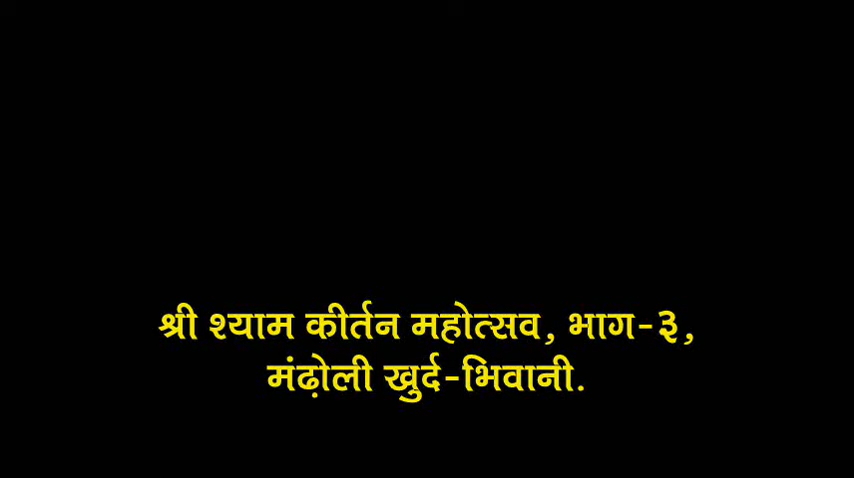 श्री श्याम कीर्तन महोत्सव, भाग-३,
मंढ़ोली खुर्द-भिवानी.